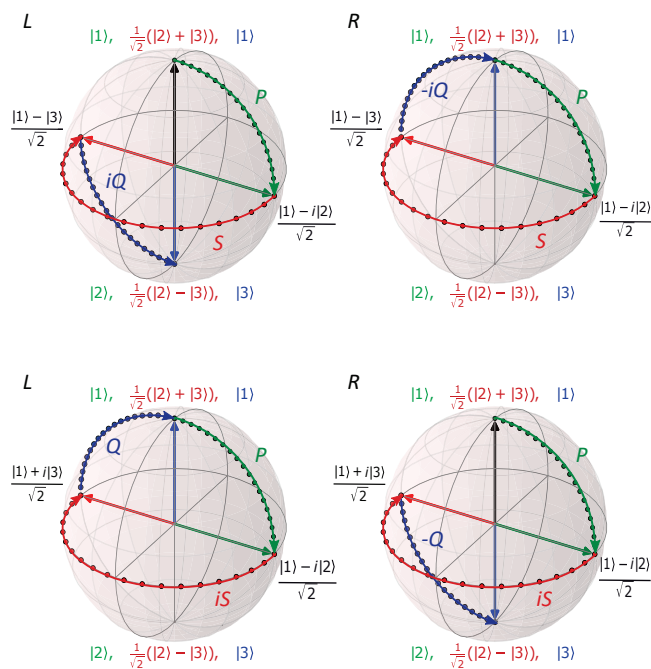 L
|1⟩, 1/√2(|2⟩ + |3⟩), |1⟩
P
|1⟩ − |3⟩
√2
iQ
|1⟩ − i|2⟩
√2
S
|2⟩, 1/√2(|2⟩ − |3⟩), |3⟩
R
|1⟩, 1/√2(|2⟩ + |3⟩), |1⟩
-iQ
P
|1⟩ − |3⟩
√2
|1⟩ − i|2⟩
√2
S
|2⟩, 1/√2(|2⟩ − |3⟩), |3⟩
L
|1⟩, 1/√2(|2⟩ + |3⟩), |1⟩
Q
P
|1⟩ + i|3⟩
√2
|1⟩ − i|2⟩
√2
iS
|2⟩, 1/√2(|2⟩ − |3⟩), |3⟩
R
|1⟩, 1/√2(|2⟩ + |3⟩), |1⟩
P
|1⟩ + i|3⟩
√2
-Q
|1⟩ − i|2⟩
√2
iS
|2⟩, 1/√2(|2⟩ − |3⟩), |3⟩